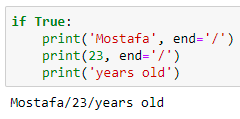 if True:
    print('Mostafa', end='/')
    print(23, end='/')
    print('years old')
Mostafa/23/years old